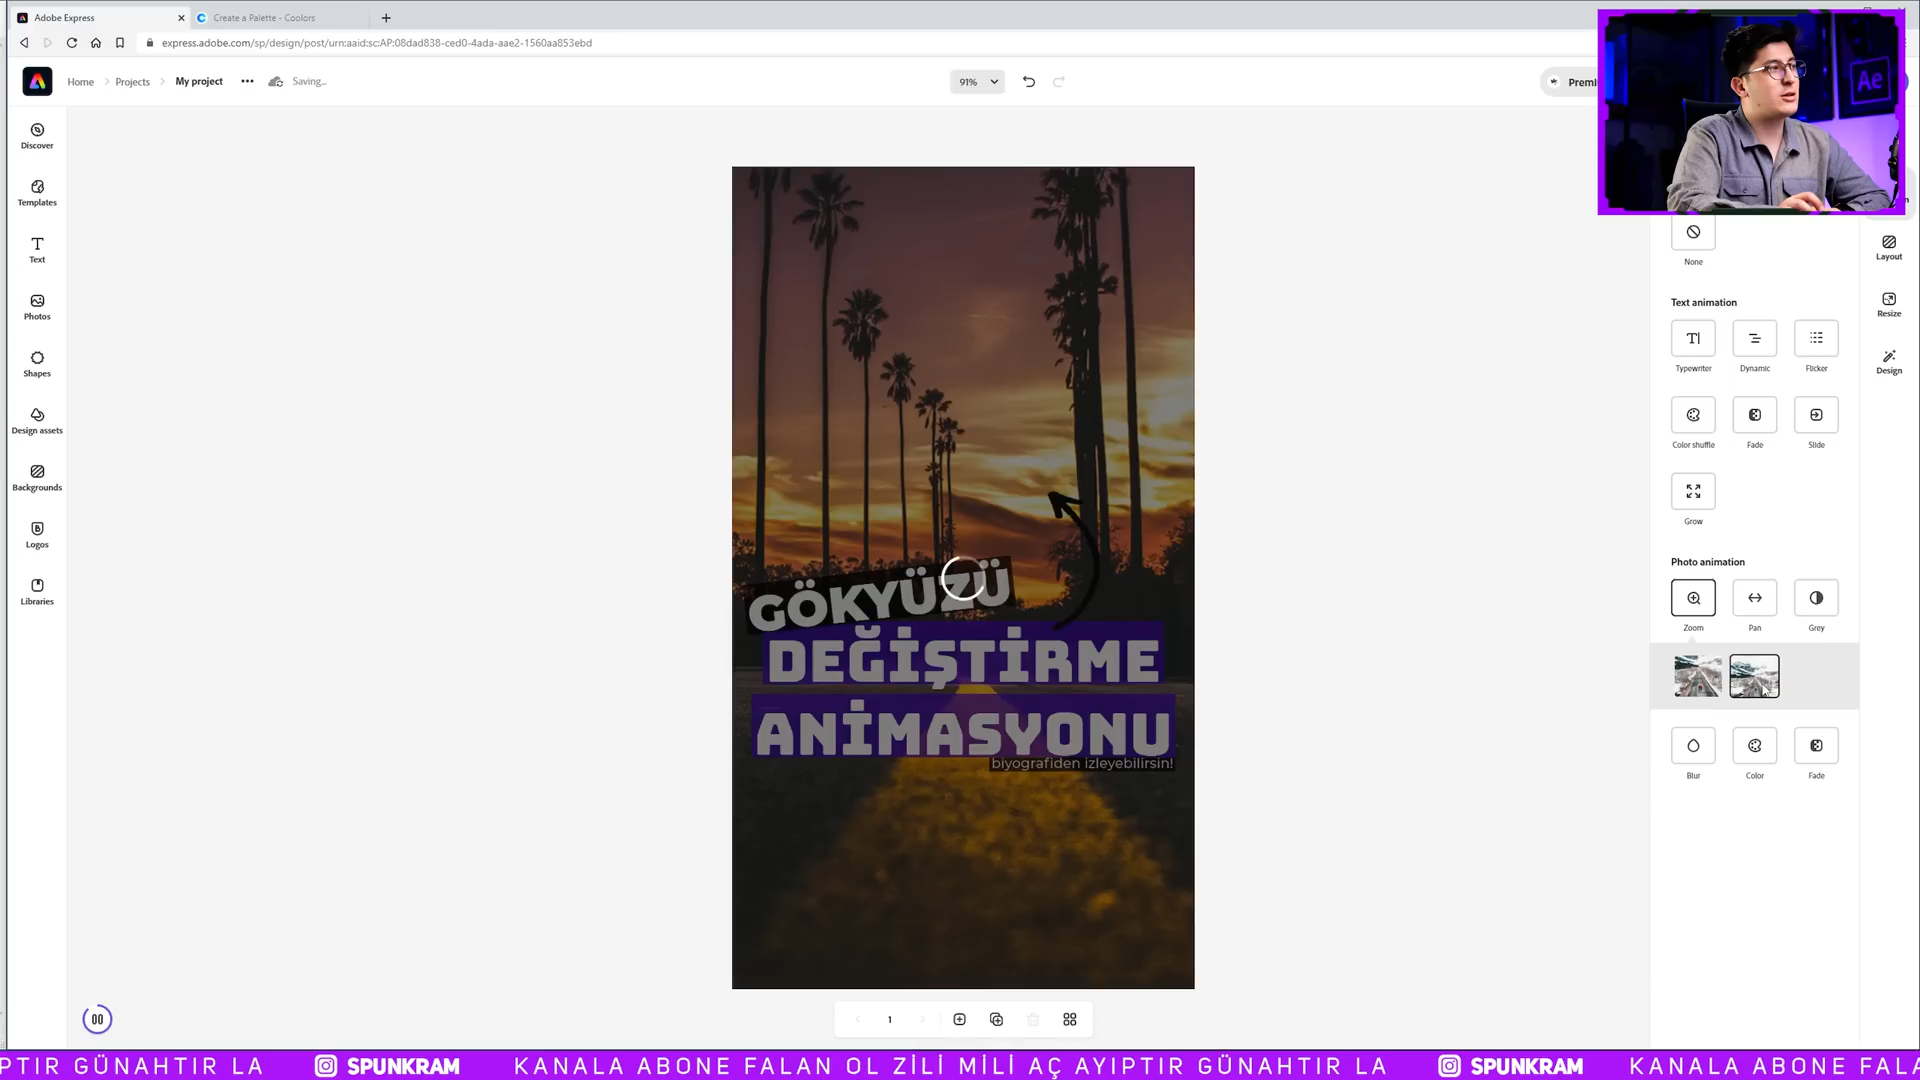 Adobe Express
Create a Palette - Coolors
express.adobe.com/sp/design/post/urn:aaid:sc:AP:08dad838-ced0-4ada-aae2-1560aa853ebd
Home
Projects
My project
Saving...
91%
Premi
Ae
Discover
Templates
Text
Photos
Shapes
Design assets
Backgrounds
Logos
Libraries
GÖKYÜZÜ
DEĞİŞTİRME
ANİMASYONU
biyografiden izleyebilirsin!
None
Text animation
Typewriter
Dynamic
Flicker
Color shuffle
Fade
Slide
Grow
Photo animation
Zoom
Pan
Grey
Blur
Color
Fade
Layout
Resize
Design
1
PTIR GÜNAHTIR LA SPUNKRAM KANALA ABONE FALAN OL ZİLİ MİLİ AÇ AYIPTIR GÜNAHTIR LA SPUNKRAM KANALA ABONE FALA